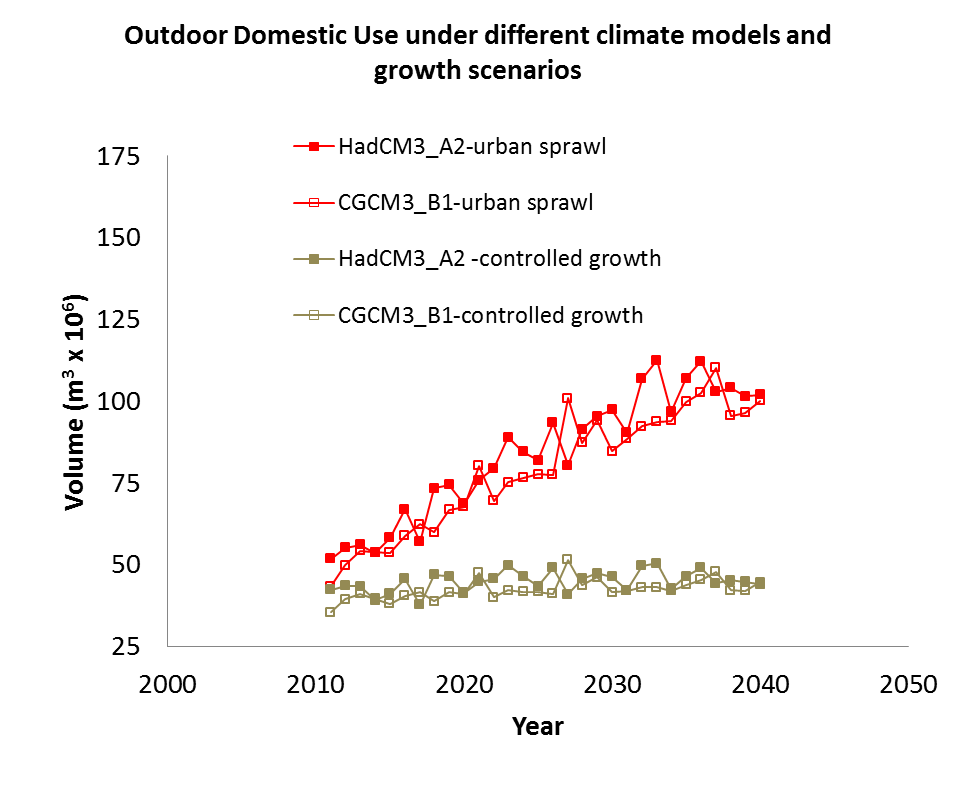 Outdoor Domestic Use under different climate models and
growth scenarios
HadCM3_A2-urban sprawl
CGCM3_B1-urban sprawl
HadCM3_A2 -controlled growth
CGCM3_B1-controlled growth
Volume (m³ x 10⁶)
175
150
125
100
75
50
25
2000 2010 2020 2030 2040 2050
Year